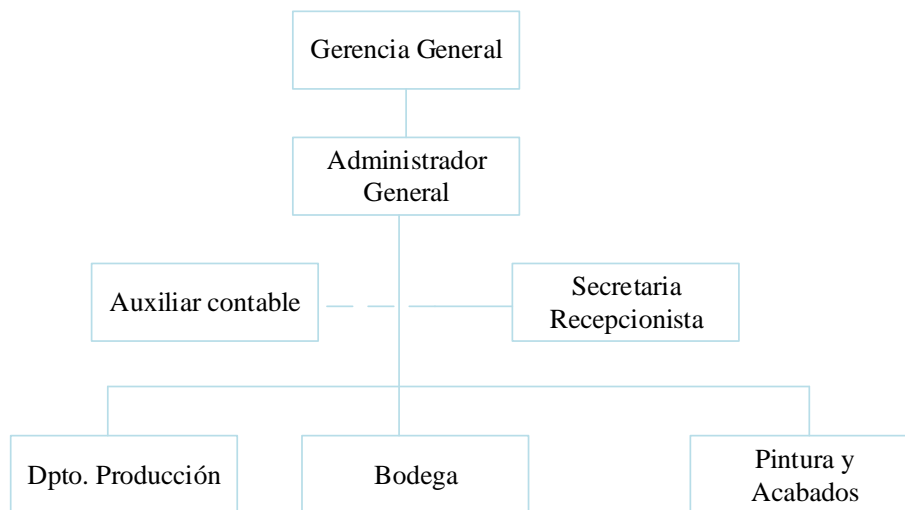 Gerencia General
Administrador
General
Auxiliar contable
Secretaria
Recepcionista
Dpto. Producción
Bodega
Pintura y
Acabados